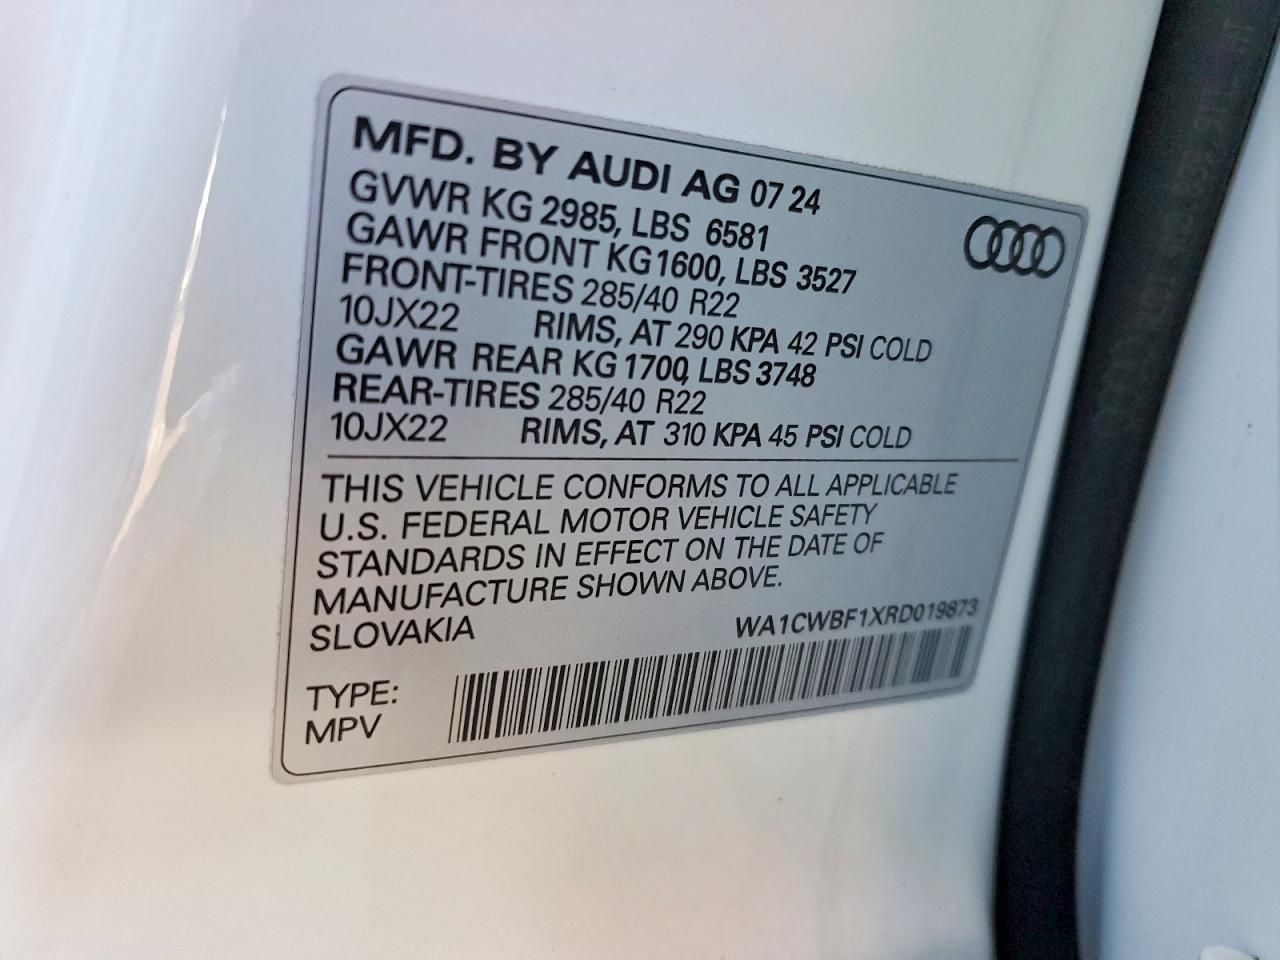 MFD. BY AUDI AG 07 24
GVWR KG 2985, LBS 6581
GAWR FRONT KG 1600, LBS 3527
FRONT-TIRES 285/40 R22
10JX22 RIMS, AT 290 KPA 42 PSI COLD
GAWR REAR KG 1700, LBS 3748
REAR-TIRES 285/40 R22
10JX22 RIMS, AT 310 KPA 45 PSI COLD
THIS VEHICLE CONFORMS TO ALL APPLICABLE
U.S. FEDERAL MOTOR VEHICLE SAFETY
STANDARDS IN EFFECT ON THE DATE OF
MANUFACTURE SHOWN ABOVE.
SLOVAKIA WA1CWBF1XRD019873
TYPE:
MPV